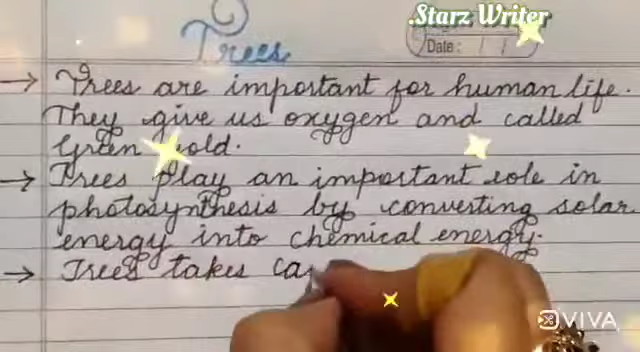 .Starz Writer
Trees
Date: / /
→ Trees are important for human life.
They give us oxygen and called
Green Gold.
→ Trees play an important role in
photosynthesis by converting solar
energy into chemical energy.
→ Trees takes
VIVA